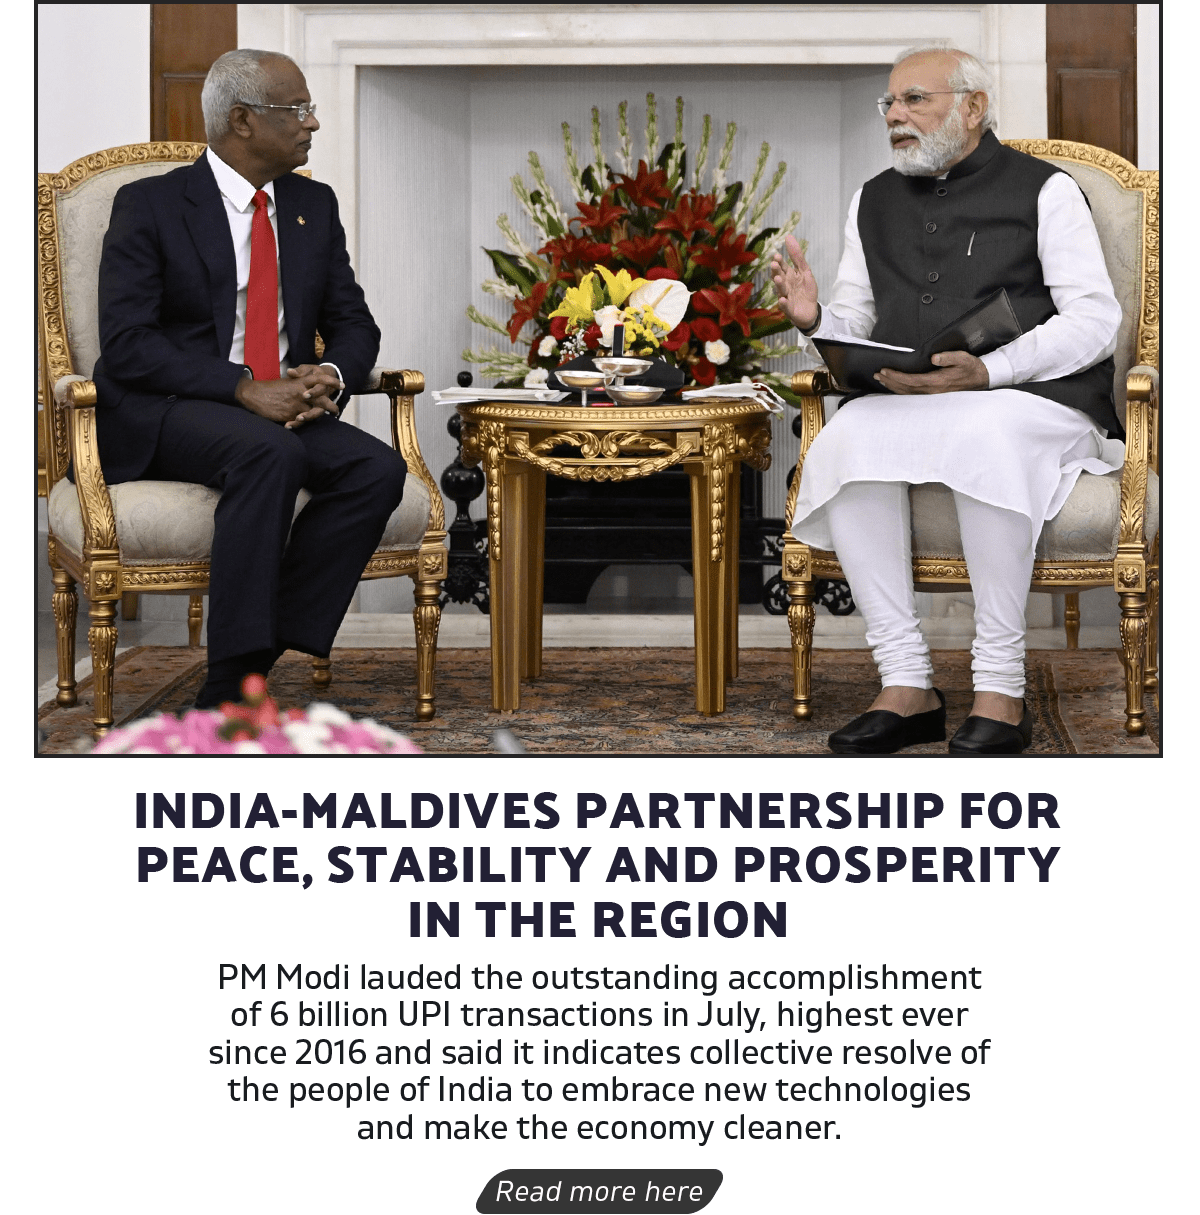 INDIA-MALDIVES PARTNERSHIP FOR
PEACE, STABILITY AND PROSPERITY
IN THE REGION
PM Modi lauded the outstanding accomplishment
of 6 billion UPI transactions in July, highest ever
since 2016 and said it indicates collective resolve of
the people of India to embrace new technologies
and make the economy cleaner.
Read more here